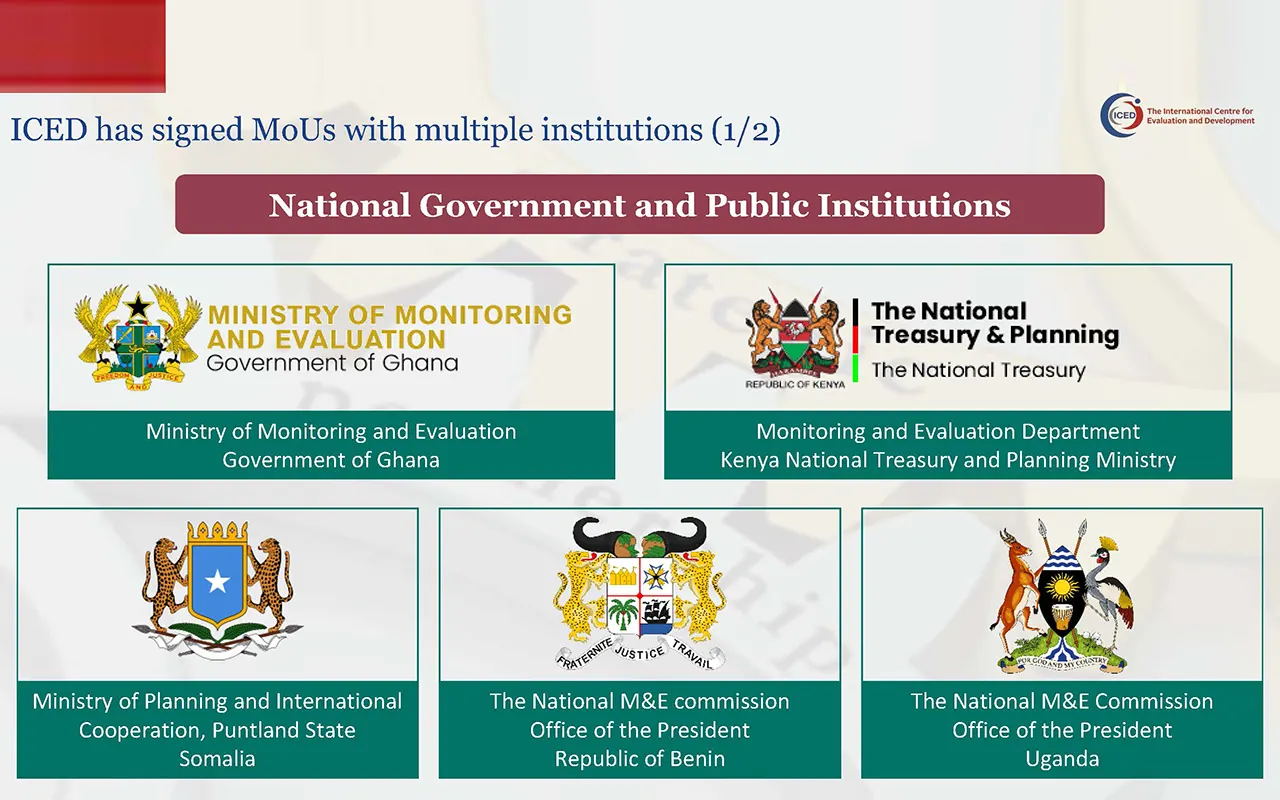 ICED has signed MoUs with multiple institutions (1/2)
ICED
The International Centre for
Evaluation and Development
National Government and Public Institutions
MINISTRY OF MONITORING
AND EVALUATION
Government of Ghana
FREEDOM AND JUSTICE
Ministry of Monitoring and Evaluation
Government of Ghana
HARAMBEE
REPUBLIC OF KENYA
The National
Treasury & Planning
The National Treasury
Monitoring and Evaluation Department
Kenya National Treasury and Planning Ministry
Ministry of Planning and International
Cooperation, Puntland State
Somalia
FRATERNITE JUSTICE TRAVAIL
The National M&E commission
Office of the President
Republic of Benin
FOR GOD AND MY COUNTRY
The National M&E Commission
Office of the President
Uganda